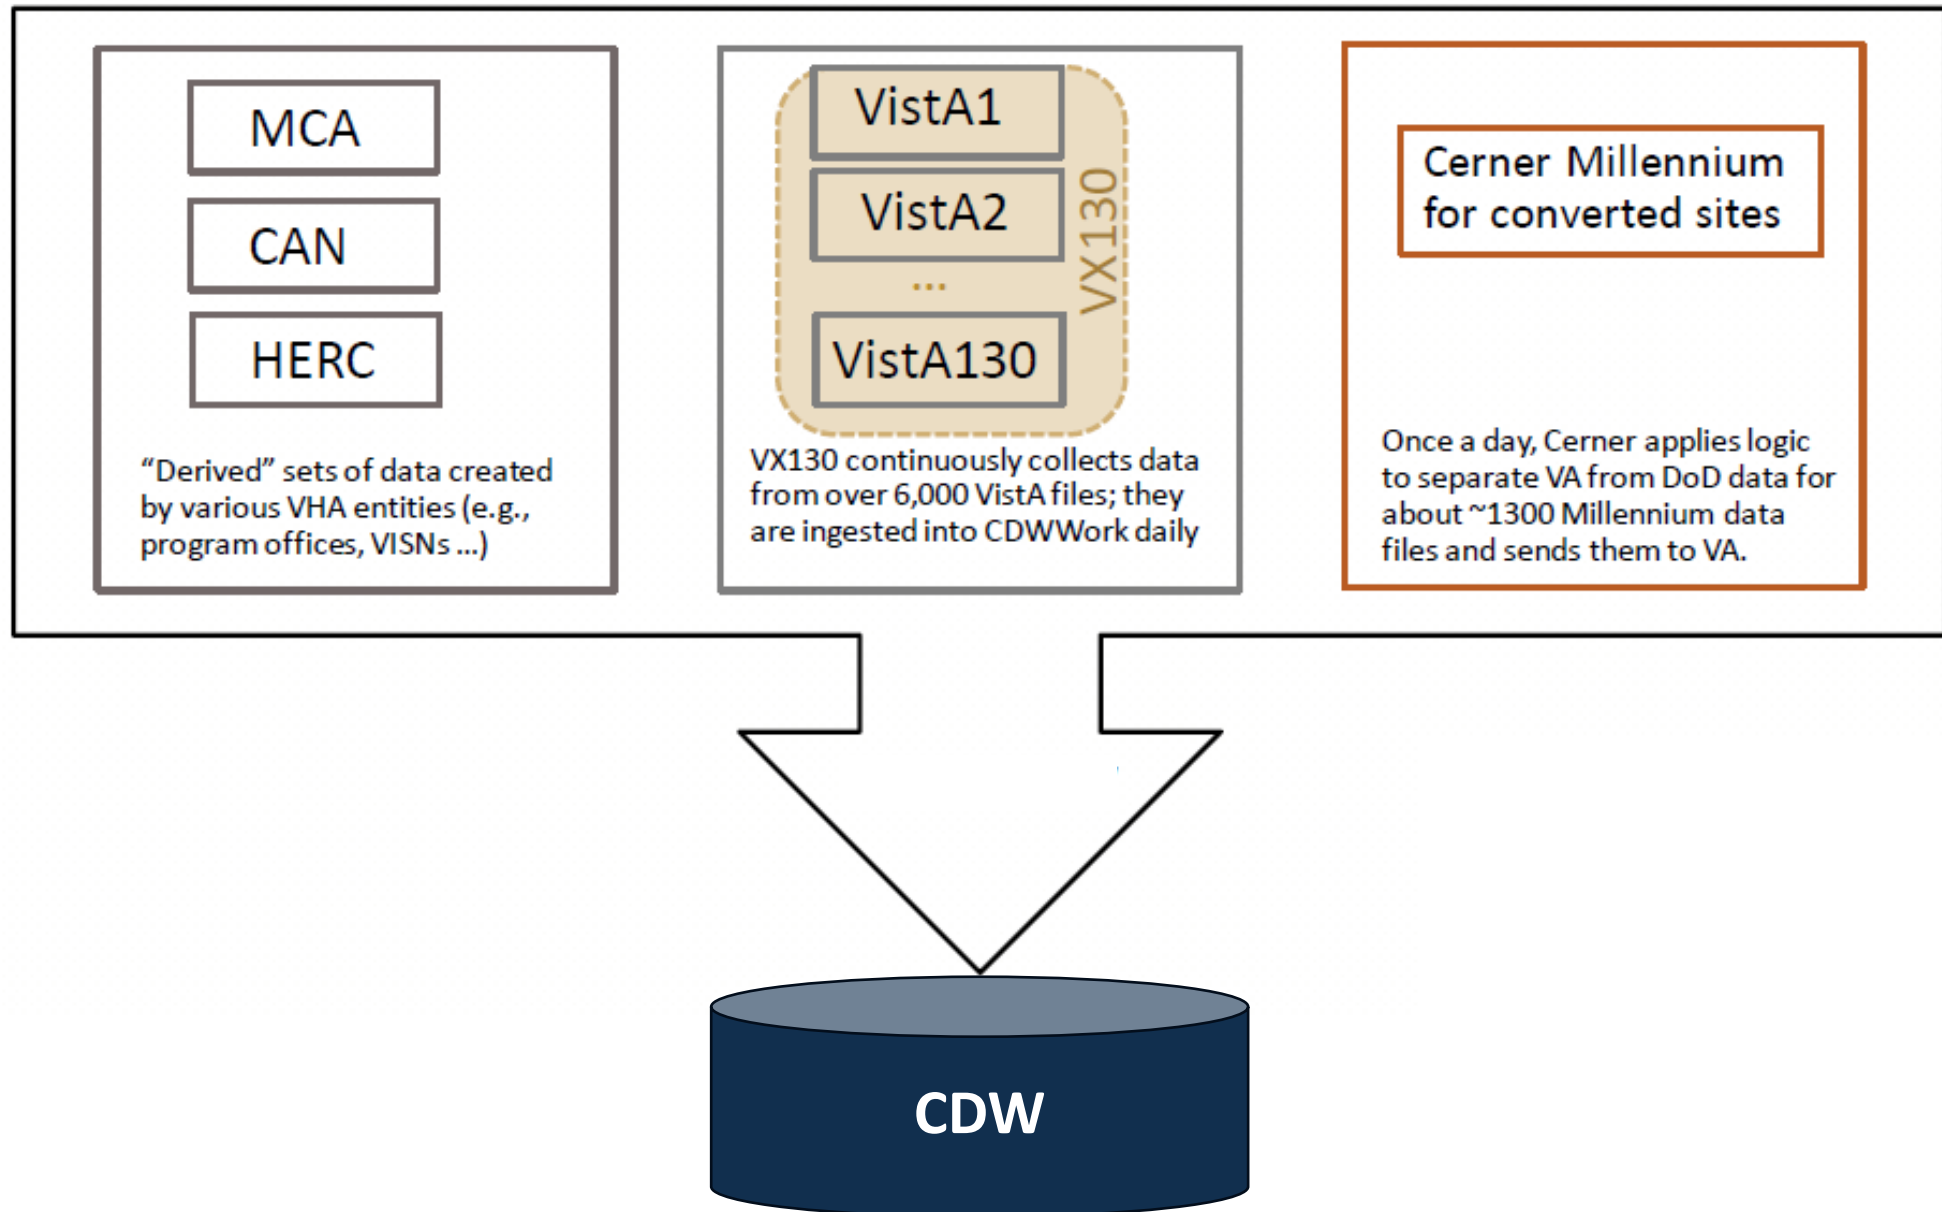 MCA
CAN
HERC
“Derived” sets of data created
by various VHA entities (e.g.,
program offices, VISNs ...)
VistA1
VistA2
...
VistA130
VX130
VX130 continuously collects data
from over 6,000 VistA files; they
are ingested into CDWWork daily
Cerner Millennium
for converted sites
Once a day, Cerner applies logic
to separate VA from DoD data for
about ~1300 Millennium data
files and sends them to VA.
CDW